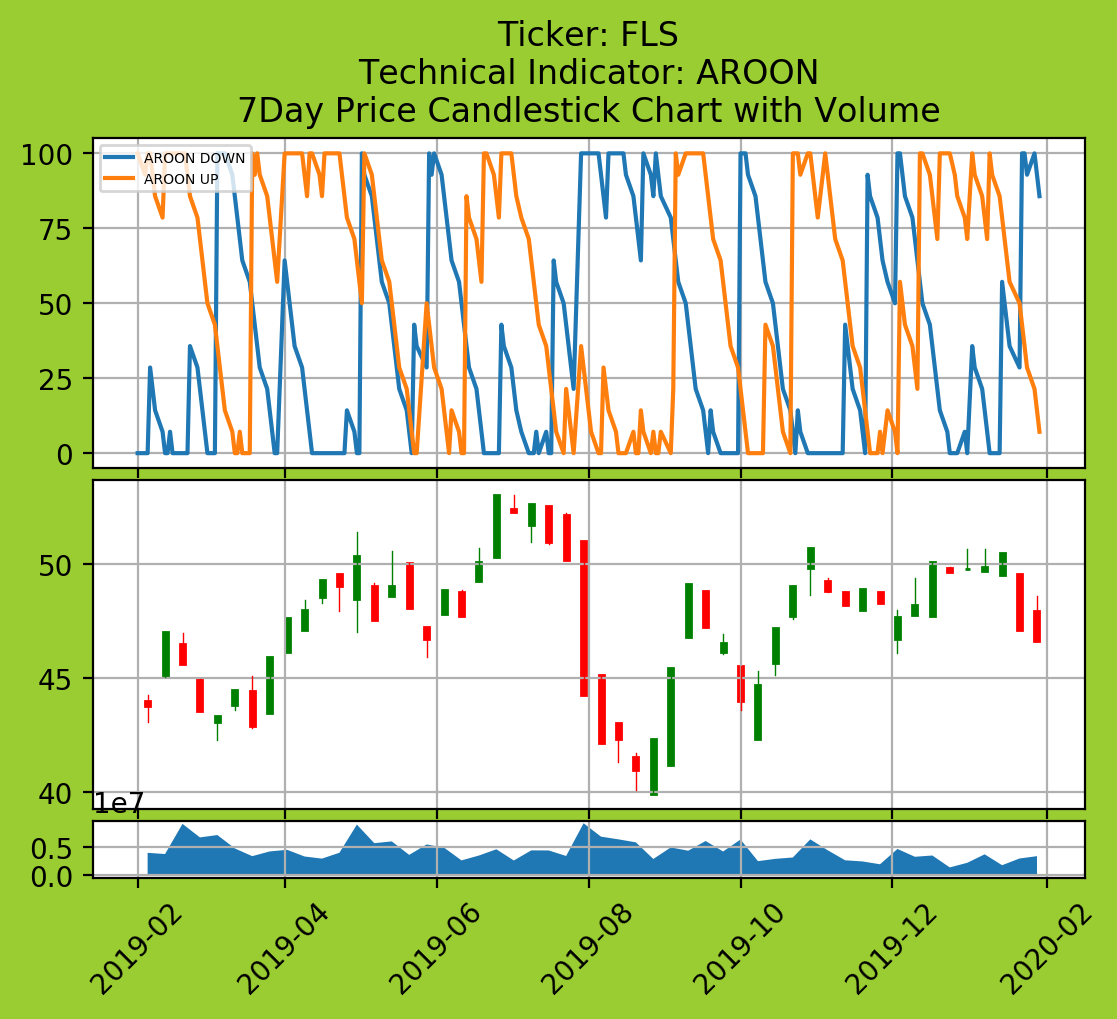 Ticker: FLS
Technical Indicator: AROON
7Day Price Candlestick Chart with Volume
100
75
50
25
0
AROON DOWN
AROON UP
50
45
40
1e7
0.5
0.0
2019-02
2019-04
2019-06
2019-08
2019-10
2019-12
2020-02